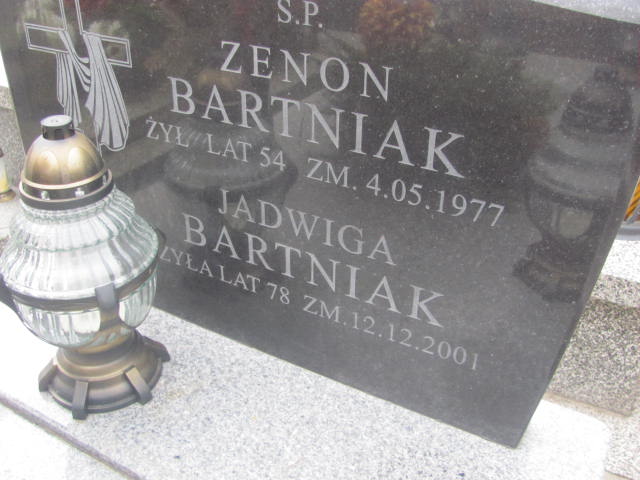 Ś.P.
ZENON
BARTNIAK
ŻYŁ LAT 54 ZM. 4.05.1977
JADWIGA
BARTNIAK
ŻYŁA LAT 78 ZM.12.12.2001